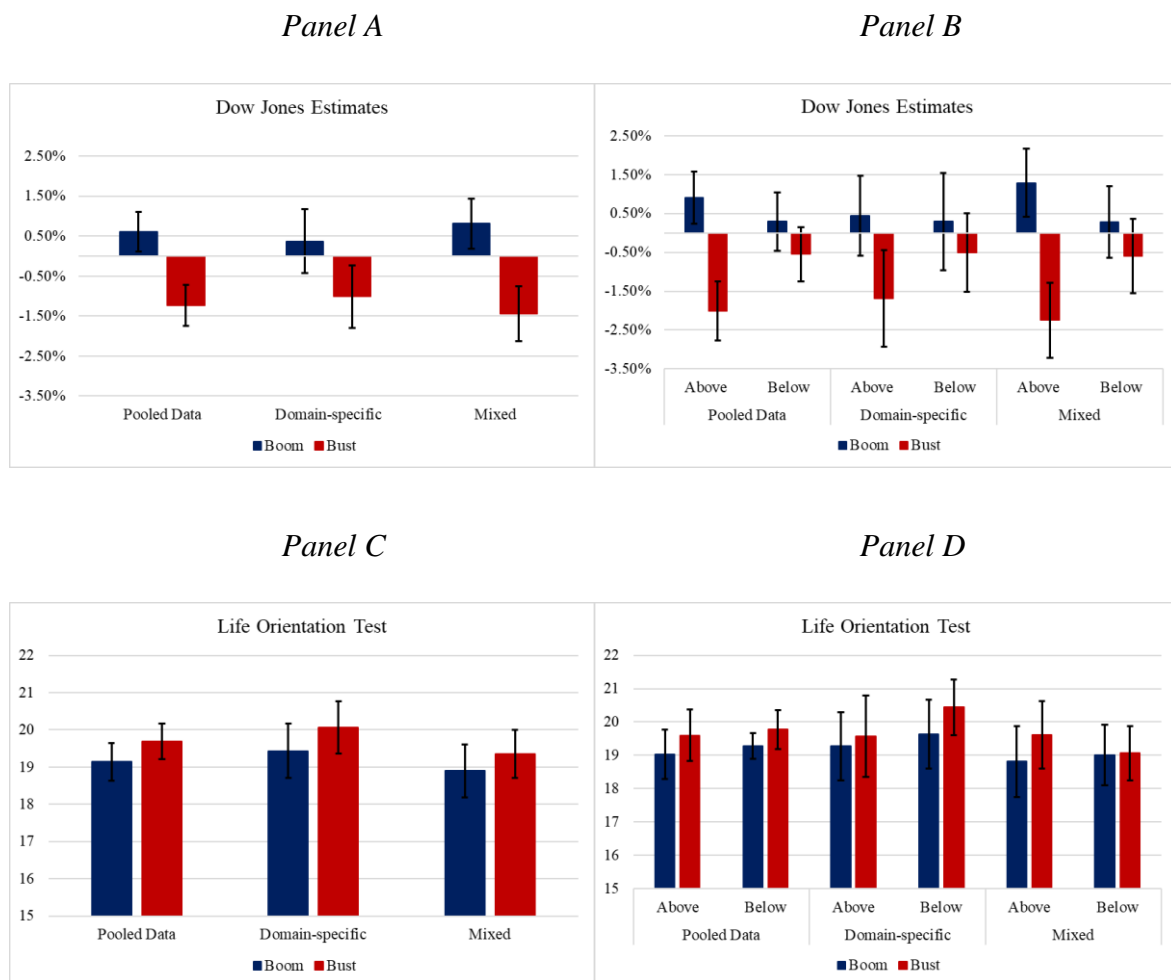 Panel A
Panel B
Dow Jones Estimates
2.50%
1.50%
0.50%
-0.50%
-1.50%
-2.50%
-3.50%
Pooled Data Domain-specific Mixed
Boom Bust
Dow Jones Estimates
2.50%
1.50%
0.50%
-0.50%
-1.50%
-2.50%
-3.50%
Above Below Above Below Above Below
Pooled Data Domain-specific Mixed
Boom Bust
Panel C
Panel D
Life Orientation Test
22
21
20
19
18
17
16
15
Pooled Data Domain-specific Mixed
Boom Bust
Life Orientation Test
22
21
20
19
18
17
16
15
Above Below Above Below Above Below
Pooled Data Domain-specific Mixed
Boom Bust